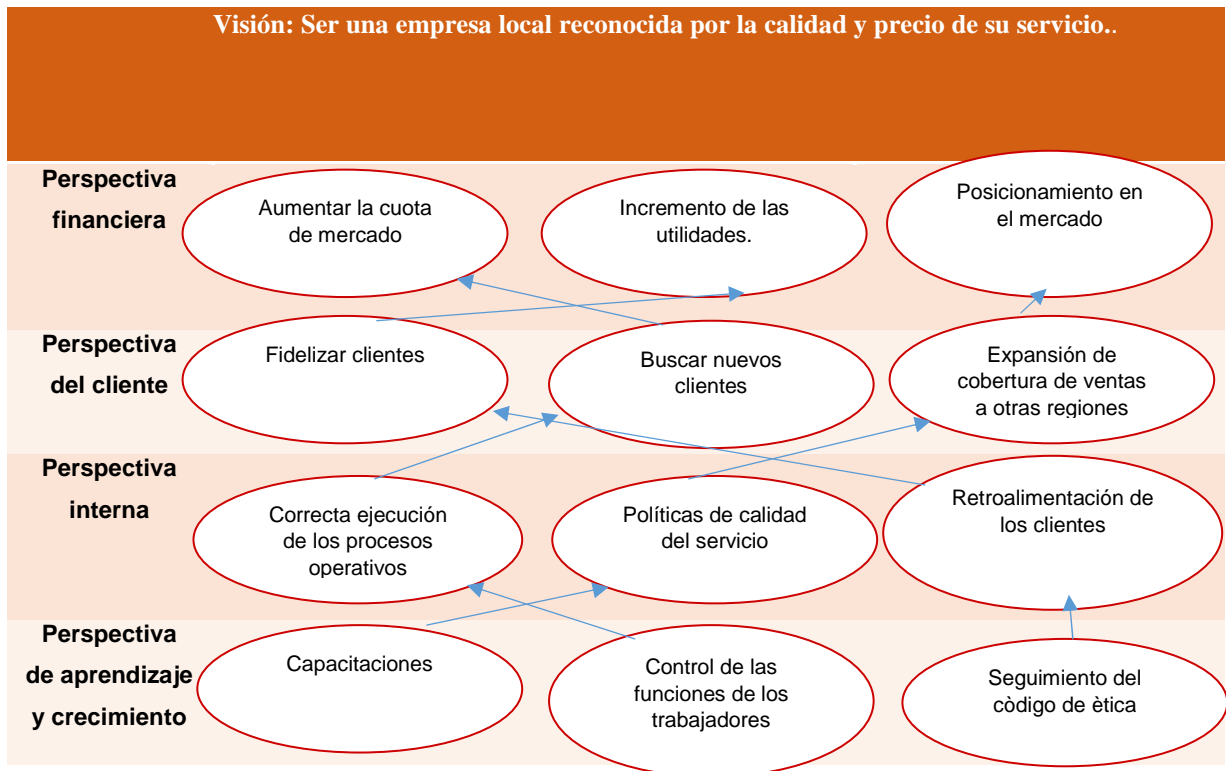 Visión: Ser una empresa local reconocida por la calidad y precio de su servicio..
Perspectiva
financiera
Aumentar la cuota
de mercado
Incremento de las
utilidades.
Posicionamiento en
el mercado
Perspectiva
del cliente
Fidelizar clientes
Buscar nuevos
clientes
Expansión de
cobertura de ventas
a otras regiones
Perspectiva
interna
Correcta ejecución
de los procesos
operativos
Políticas de calidad
del servicio
Retroalimentación de
los clientes
Perspectiva
de aprendizaje
y crecimiento
Capacitaciones
Control de las
funciones de los
trabajadores
Seguimiento del
còdigo de ètica